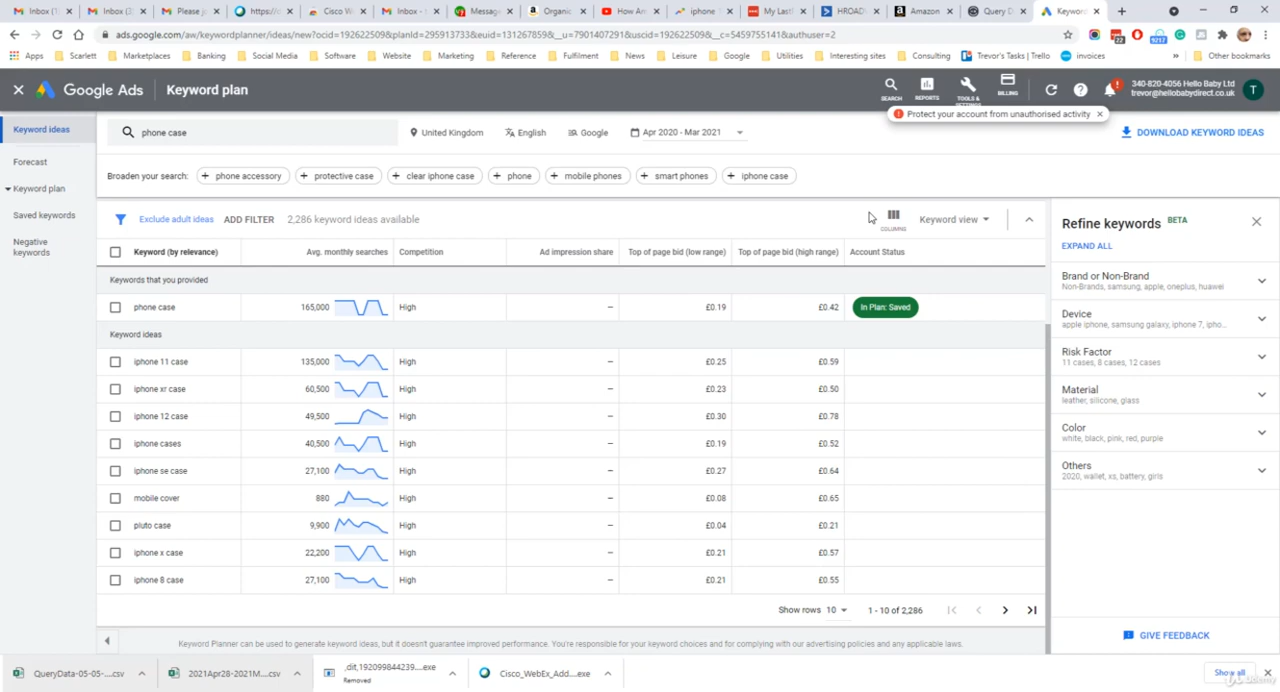 Inbox (1
Inbox (3
Please j
https://c
Cisco W
Inbox -
Message
Organic
How An
iphone 1
My Lastl
HROAD
Amazon
Query D
Keyword
ads.google.com/aw/keywordplanner/ideas/new?ocid=192622509&planId=295913733&euid=131267859&__u=7901407291&uscid=192622509&__c=5459755141&authuser=2
22
9217
Apps
Scarlett
Marketplaces
Banking
Social Media
Software
Website
Marketing
Reference
Fulfilment
News
Leisure
Google
Utilities
Interesting sites
Consulting
Trevor's Tasks | Trello
invoices
»
Other bookmarks
Google Ads
Keyword plan
SEARCH
REPORTS
TOOLS & SETTINGS
BILLING
340-820-4056 Hello Baby Ltd
trevor@hellobabydirect.co.uk
T
Protect your account from unauthorised activity
Keyword ideas
Forecast
Keyword plan
Saved keywords
Negative
keywords
phone case
United Kingdom
English
Google
Apr 2020 - Mar 2021
DOWNLOAD KEYWORD IDEAS
Broaden your search:
+ phone accessory
+ protective case
+ clear iphone case
+ phone
+ mobile phones
+ smart phones
+ iphone case
Exclude adult ideas
ADD FILTER
2,286 keyword ideas available
COLUMNS
Keyword view
Keyword (by relevance)
Avg. monthly searches
Competition
Ad impression share
Top of page bid (low range)
Top of page bid (high range)
Account Status
Keywords that you provided
phone case 165,000 High – £0.19 £0.42 In Plan: Saved
Keyword ideas
iphone 11 case 135,000 High – £0.25 £0.59
iphone xr case 60,500 High – £0.23 £0.50
iphone 12 case 49,500 High – £0.30 £0.78
iphone cases 40,500 High – £0.19 £0.52
iphone se case 27,100 High – £0.27 £0.64
mobile cover 880 High – £0.08 £0.65
pluto case 9,900 High – £0.04 £0.21
iphone x case 22,200 High – £0.21 £0.57
iphone 8 case 27,100 High – £0.21 £0.55
Show rows 10
1 - 10 of 2,286
Keyword Planner can be used to generate keyword ideas, but it doesn't guarantee improved performance. You're responsible for your keyword choices and for complying with our advertising policies and any applicable laws.
Refine keywords BETA
EXPAND ALL
Brand or Non-Brand
Non-Brands, samsung, apple, oneplus, huawei
Device
apple iphone, samsung galaxy, iphone 7, ipho...
Risk Factor
11 cases, 8 cases, 12 cases
Material
leather, silicone, glass
Color
white, black, pink, red, purple
Others
2020, wallet, xs, battery, girls
GIVE FEEDBACK
QueryData-05-05-....csv
2021Apr28-2021M....csv
.dit,192099844239....exe
Removed
Cisco_WebEx_Add....exe
Show all
Udemy